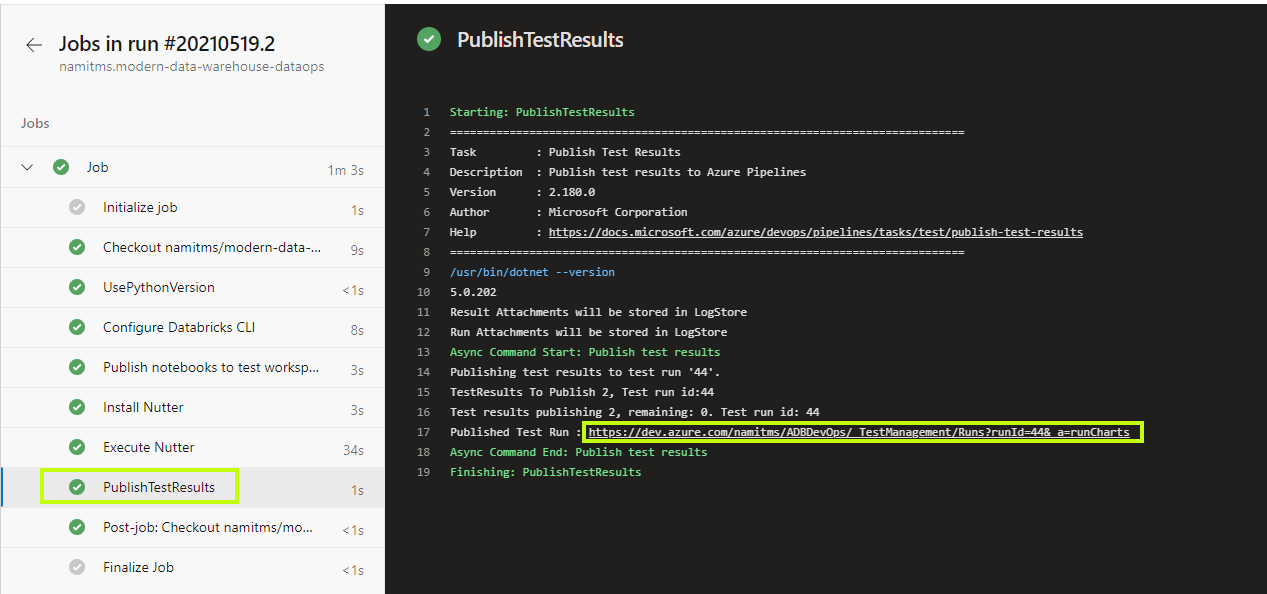 Jobs in run #20210519.2
namitms.modern-data-warehouse-dataops
Jobs
Job 1m 3s
Initialize job 1s
Checkout namitms/modern-data-... 9s
UsePythonVersion <1s
Configure Databricks CLI 8s
Publish notebooks to test worksp... 3s
Install Nutter 3s
Execute Nutter 34s
PublishTestResults 1s
Post-job: Checkout namitms/mo... <1s
Finalize Job <1s
PublishTestResults
1 Starting: PublishTestResults
2 ==============================================================================
3 Task : Publish Test Results
4 Description : Publish test results to Azure Pipelines
5 Version : 2.180.0
6 Author : Microsoft Corporation
7 Help : https://docs.microsoft.com/azure/devops/pipelines/tasks/test/publish-test-results
8 ==============================================================================
9 /usr/bin/dotnet --version
10 5.0.202
11 Result Attachments will be stored in LogStore
12 Run Attachments will be stored in LogStore
13 Async Command Start: Publish test results
14 Publishing test results to test run '44'.
15 TestResults To Publish 2, Test run id:44
16 Test results publishing 2, remaining: 0. Test run id: 44
17 Published Test Run : https://dev.azure.com/namitms/ADBDevOps/_TestManagement/Runs?runId=44&_a=runCharts
18 Async Command End: Publish test results
19 Finishing: PublishTestResults